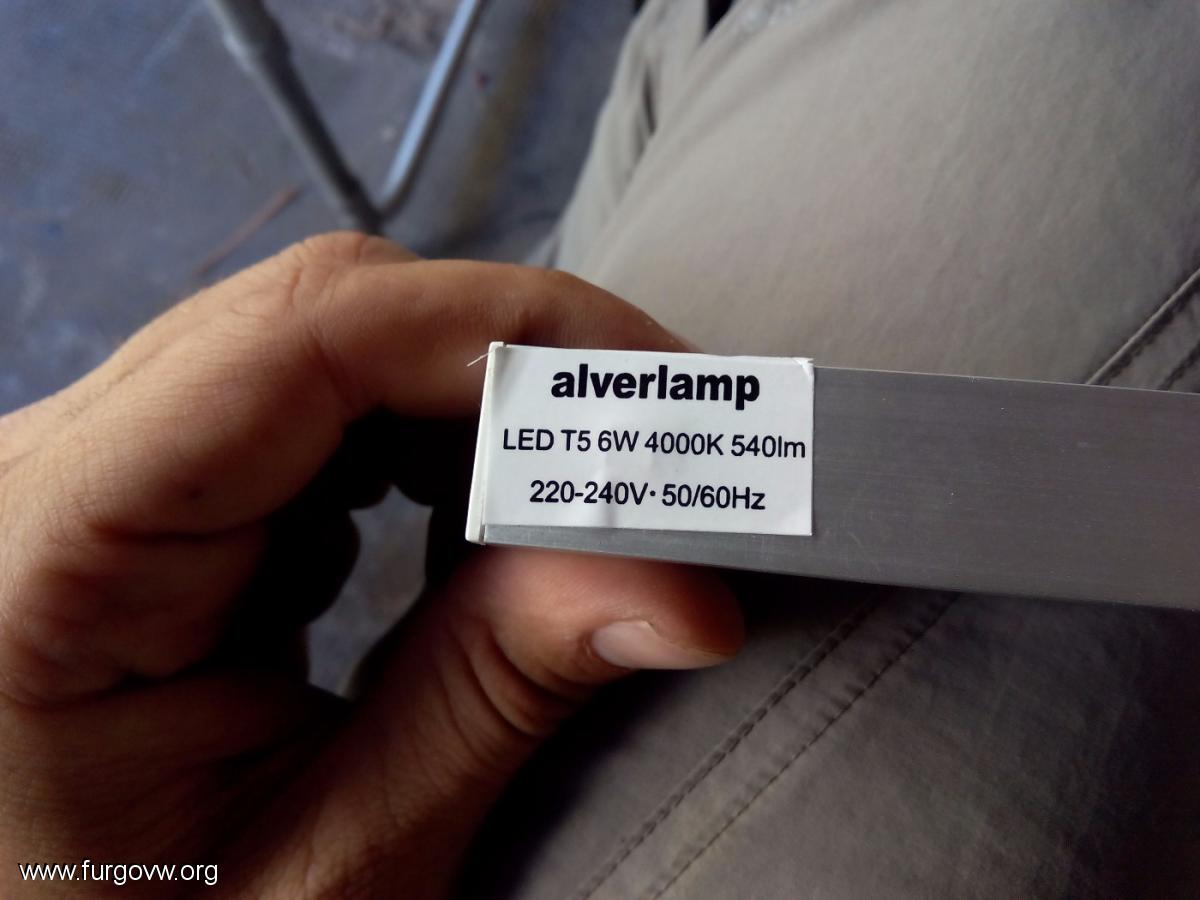 alverlamp
LED T5 6W 4000K 540lm
220-240V· 50/60Hz
www.furgovw.org